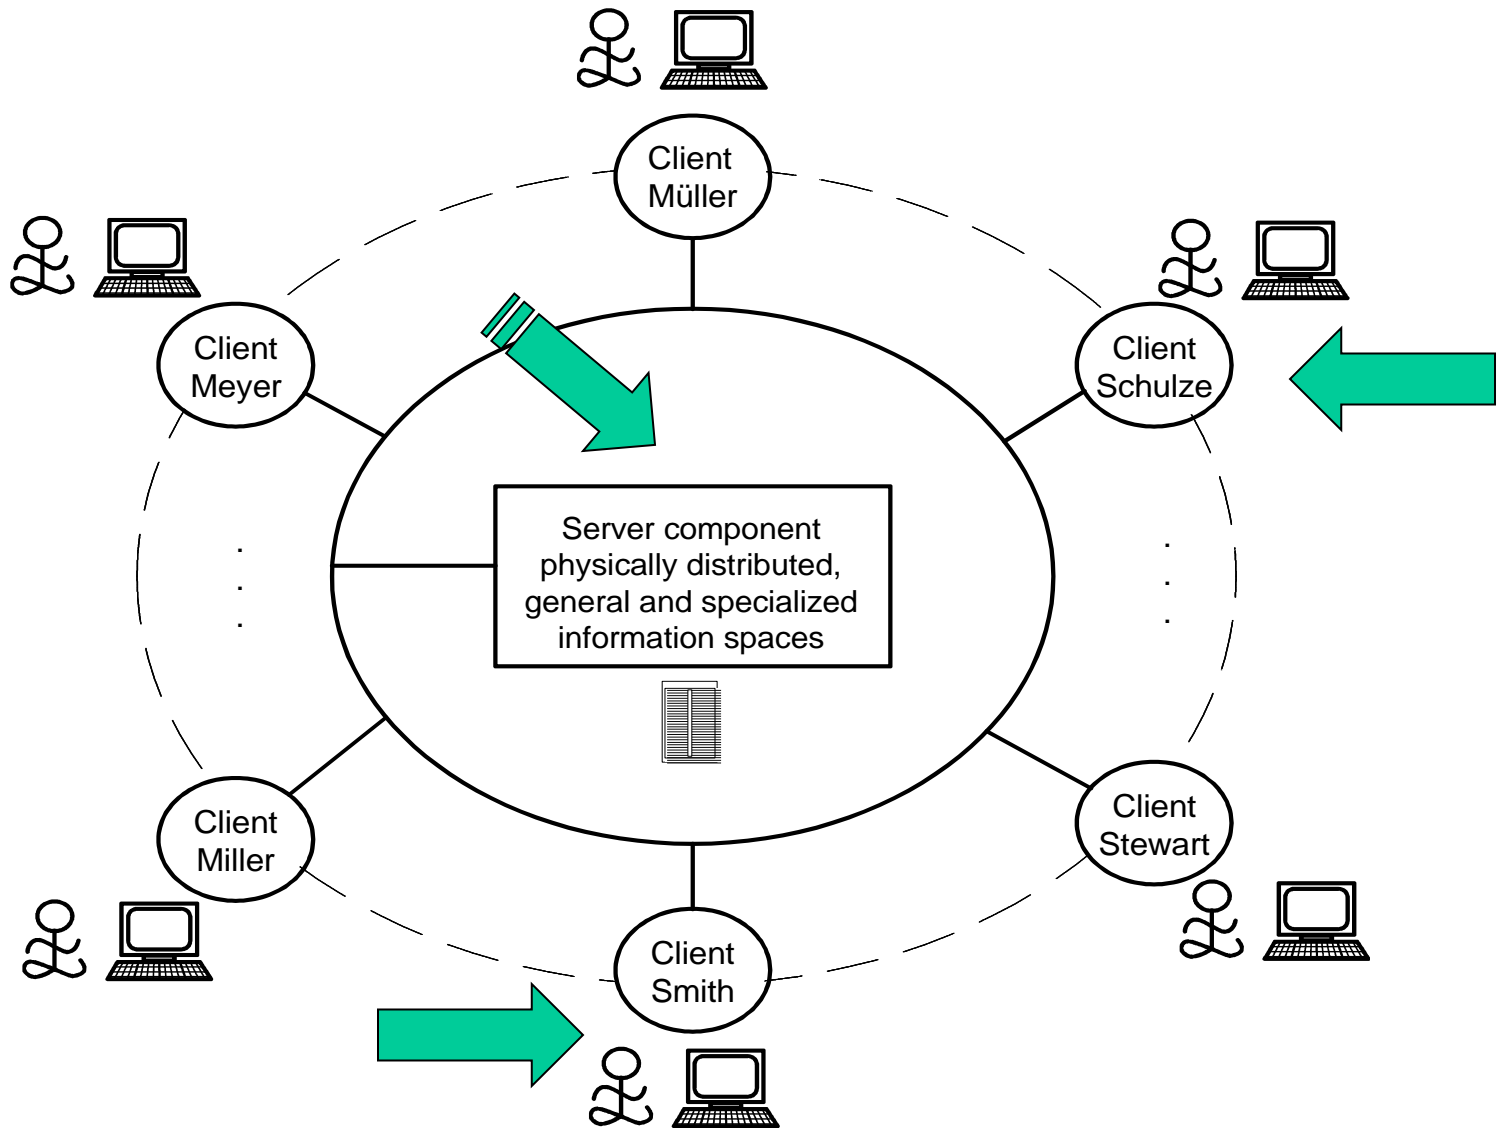 Client
Müller
Client
Meyer
Client
Schulze
Server component
physically distributed,
general and specialized
information spaces
.
.
.
.
.
.
Client
Miller
Client
Stewart
Client
Smith